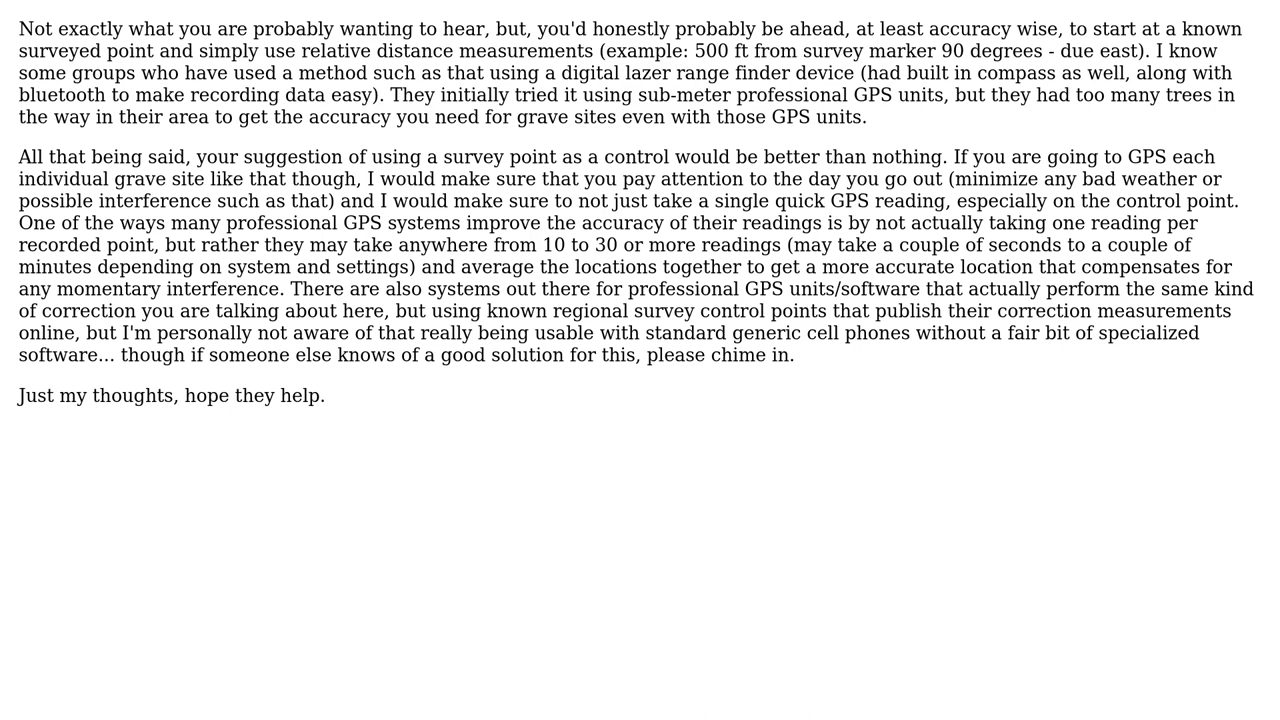 Not exactly what you are probably wanting to hear, but, you'd honestly probably be ahead, at least accuracy wise, to start at a known
surveyed point and simply use relative distance measurements (example: 500 ft from survey marker 90 degrees - due east). I know
some groups who have used a method such as that using a digital lazer range finder device (had built in compass as well, along with
bluetooth to make recording data easy). They initially tried it using sub-meter professional GPS units, but they had too many trees in
the way in their area to get the accuracy you need for grave sites even with those GPS units.
All that being said, your suggestion of using a survey point as a control would be better than nothing. If you are going to GPS each
individual grave site like that though, I would make sure that you pay attention to the day you go out (minimize any bad weather or
possible interference such as that) and I would make sure to not just take a single quick GPS reading, especially on the control point.
One of the ways many professional GPS systems improve the accuracy of their readings is by not actually taking one reading per
recorded point, but rather they may take anywhere from 10 to 30 or more readings (may take a couple of seconds to a couple of
minutes depending on system and settings) and average the locations together to get a more accurate location that compensates for
any momentary interference. There are also systems out there for professional GPS units/software that actually perform the same kind
of correction you are talking about here, but using known regional survey control points that publish their correction measurements
online, but I'm personally not aware of that really being usable with standard generic cell phones without a fair bit of specialized
software... though if someone else knows of a good solution for this, please chime in.
Just my thoughts, hope they help.